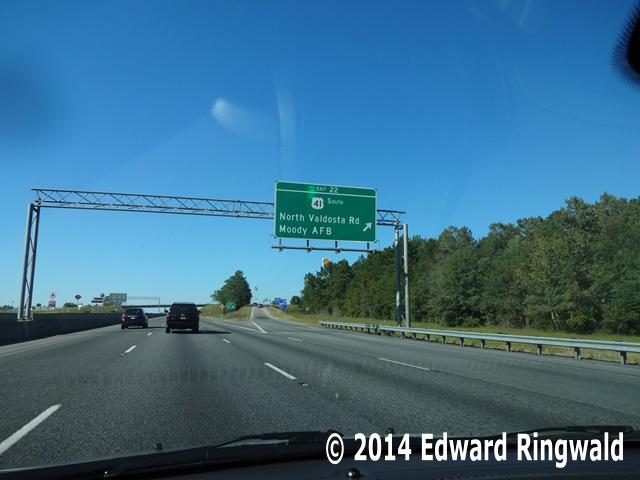 EXIT 22
41 SOUTH
North Valdosta Rd
Moody AFB
© 2014 Edward Ringwald